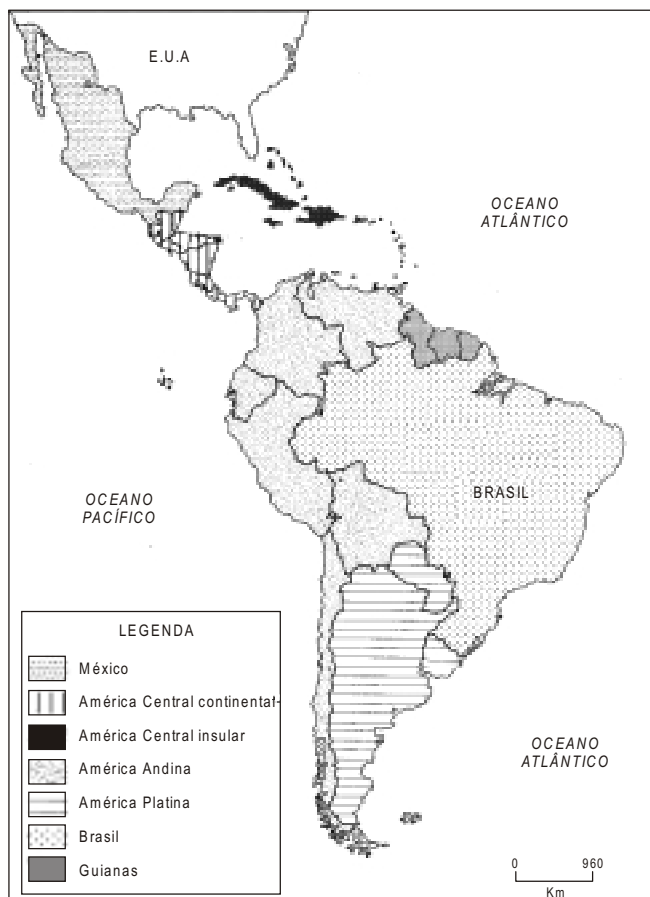 E.U.A
OCEANO
ATLÂNTICO
OCEANO
PACÍFICO
BRASIL
LEGENDA
México
América Central continental
América Central insular
América Andina
América Platina
Brasil
Guianas
OCEANO
ATLÂNTICO
0 960
Km